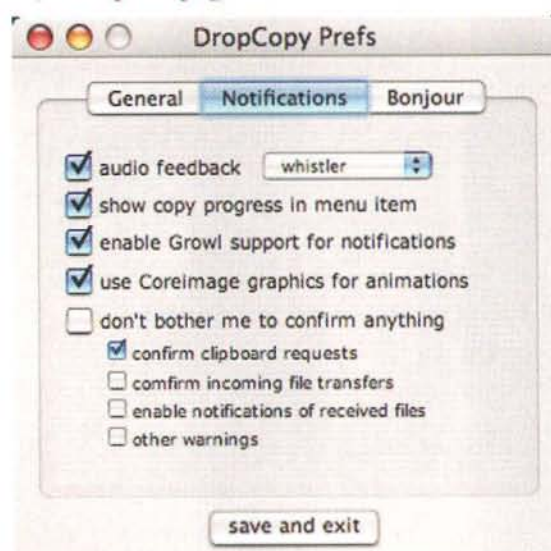 DropCopy Prefs
General Notifications Bonjour
audio feedback whistler
show copy progress in menu item
enable Growl support for notifications
use Coreimage graphics for animations
don't bother me to confirm anything
confirm clipboard requests
comfirm incoming file transfers
enable notifications of received files
other warnings
save and exit